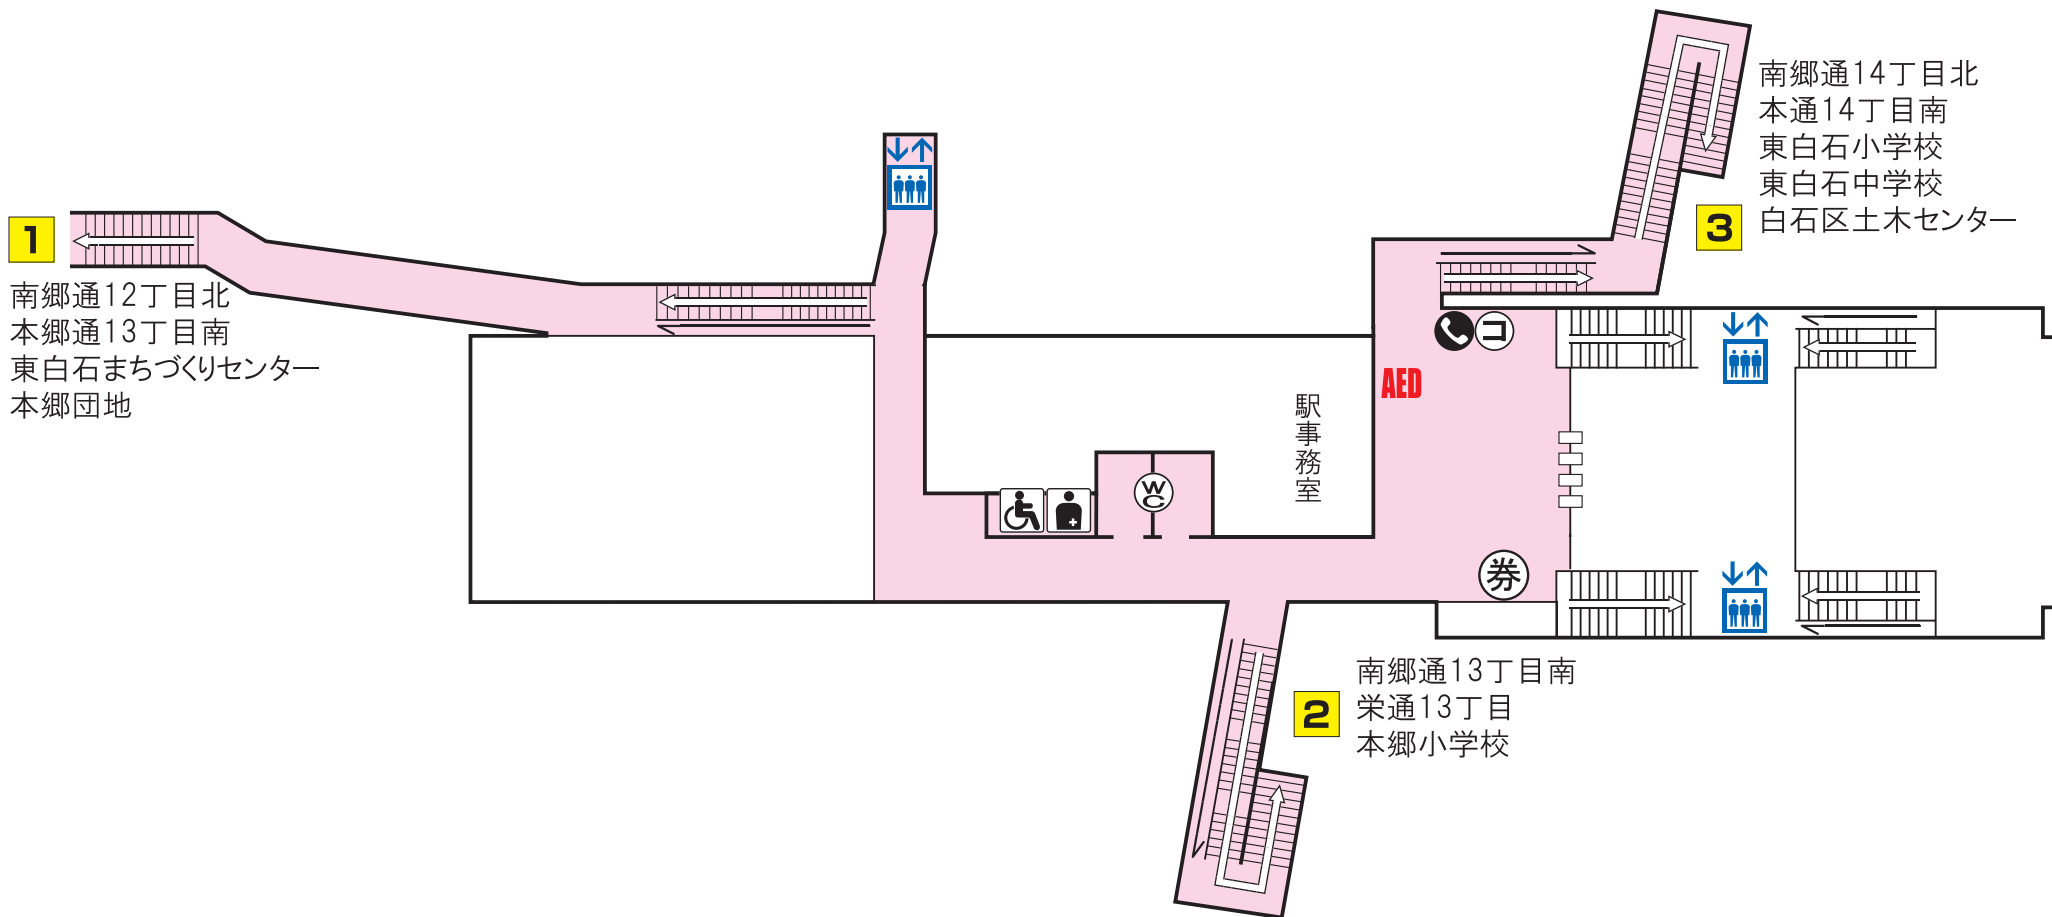 1
南郷通12丁目北
本郷通13丁目南
東白石まちづくりセンター
本郷団地
南郷通14丁目北
本通14丁目南
東白石小学校
東白石中学校
白石区土木センター
3
コ
AED
駅事務室
WC
券
2
南郷通13丁目南
栄通13丁目
本郷小学校